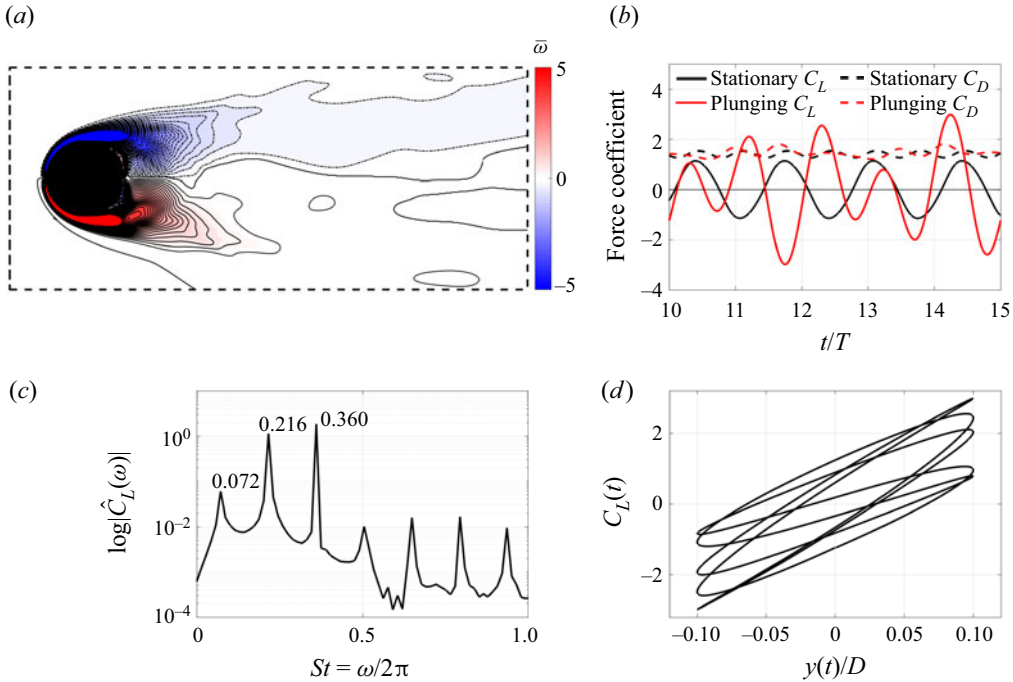 (a)
ω̄
5
0
−5
(b)
Stationary C_L
Stationary C_D
Plunging C_L
Plunging C_D
Force coefficient
4
2
0
−2
−4
10 11 12 13 14 15
t/T
(c)
log|Ĉ_L(ω)|
10^0
10^−2
10^−4
0.072
0.216
0.360
0 0.5 1.0
St = ω/2π
(d)
C_L(t)
2
0
−2
−0.10 −0.05 0 0.05 0.10
y(t)/D